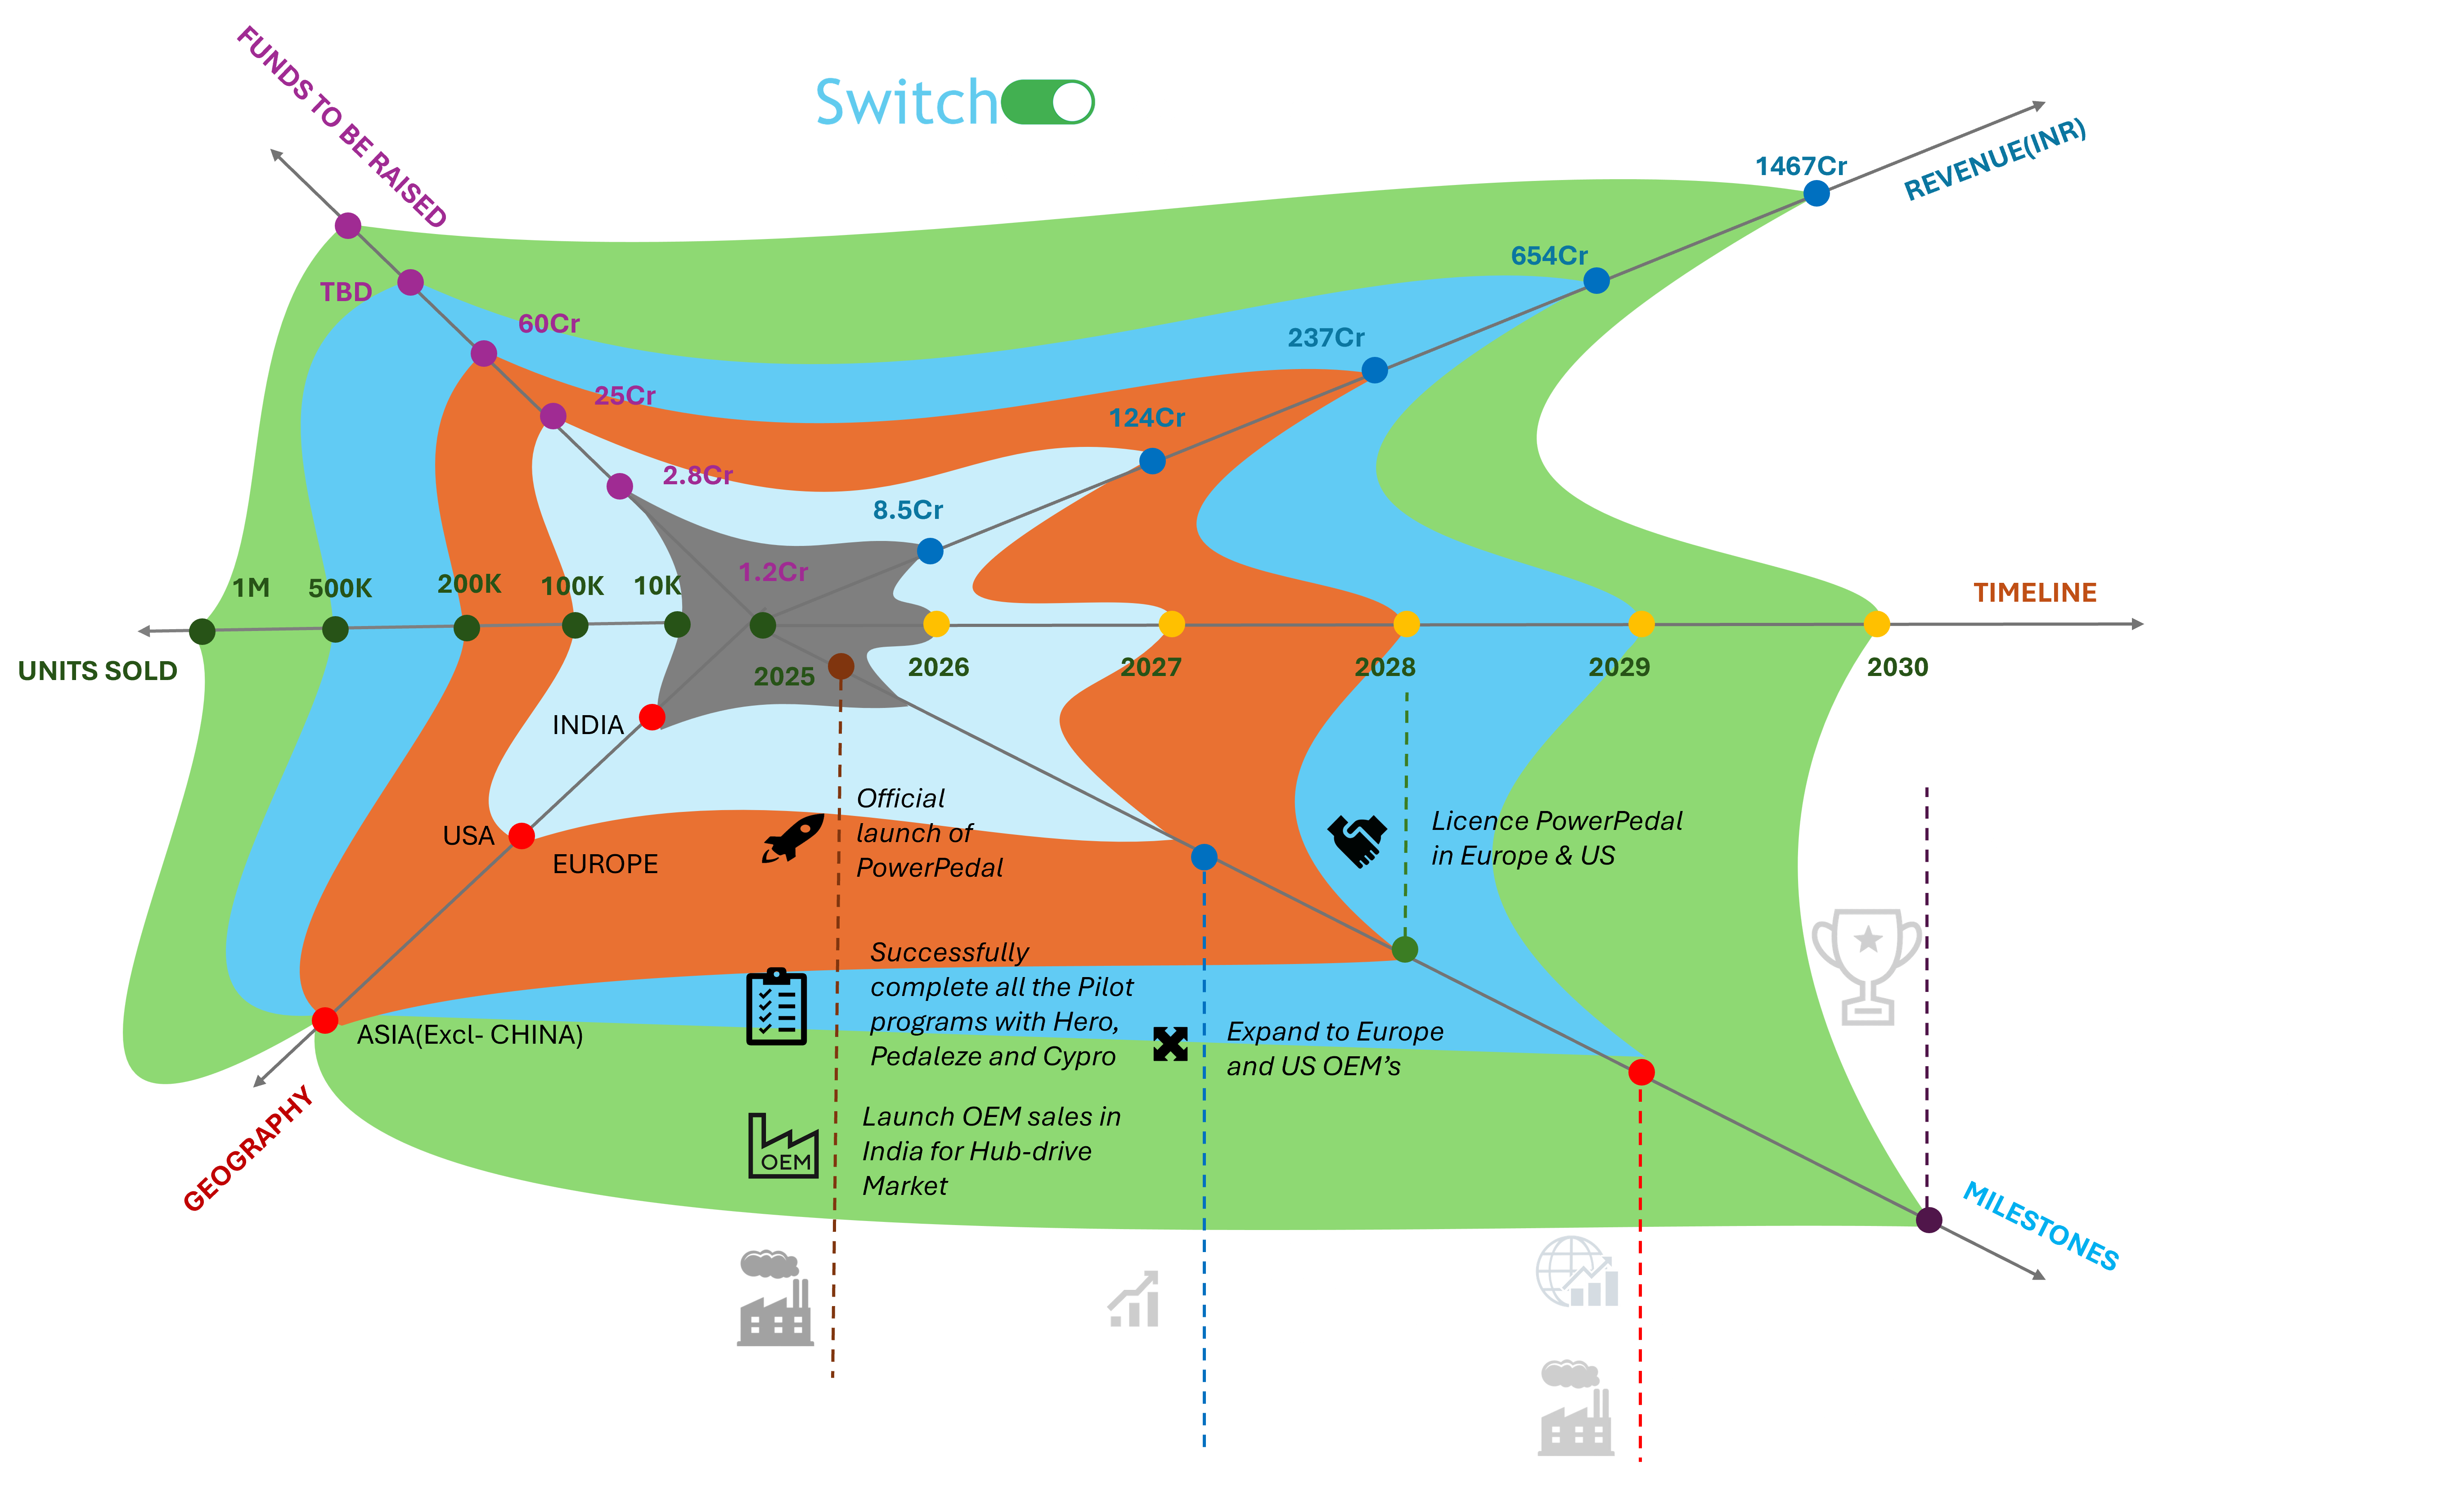 FUNDS TO BE RAISED
Switch
REVENUE(INR)
1467Cr
654Cr
TBD
60Cr
237Cr
25Cr
124Cr
2.8Cr
8.5Cr
1.2Cr
1M
500K
200K
100K
10K
TIMELINE
UNITS SOLD
2025
2026
2027
2028
2029
2030
INDIA
USA
EUROPE
ASIA(Excl- CHINA)
GEOGRAPHY
Official
launch of
PowerPedal
Licence PowerPedal
in Europe & US
Successfully
complete all the Pilot
programs with Hero,
Pedaleze and Cypro
Expand to Europe
and US OEM’s
OEM
Launch OEM sales in
India for Hub-drive
Market
MILESTONES